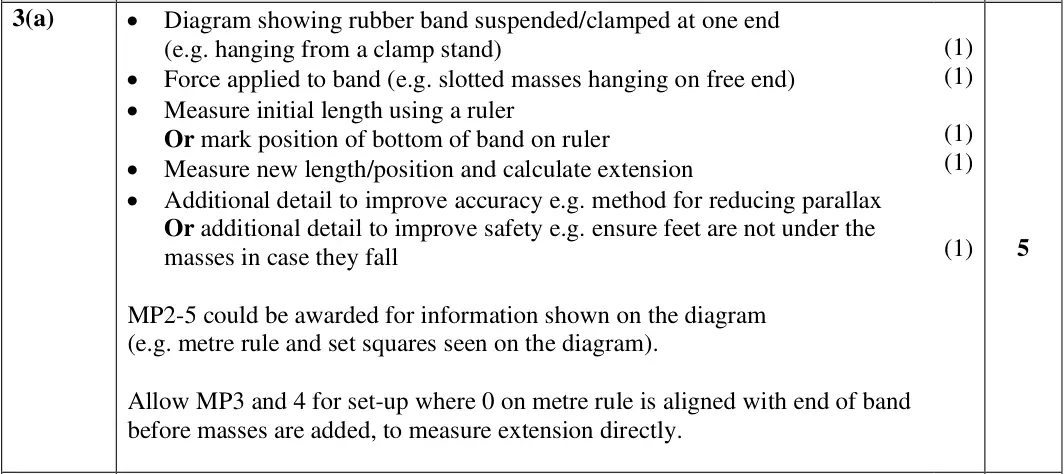 3(a)
• Diagram showing rubber band suspended/clamped at one end
(e.g. hanging from a clamp stand) (1)
• Force applied to band (e.g. slotted masses hanging on free end) (1)
• Measure initial length using a ruler
Or mark position of bottom of band on ruler (1)
• Measure new length/position and calculate extension (1)
• Additional detail to improve accuracy e.g. method for reducing parallax
Or additional detail to improve safety e.g. ensure feet are not under the
masses in case they fall (1) 5
MP2-5 could be awarded for information shown on the diagram
(e.g. metre rule and set squares seen on the diagram).
Allow MP3 and 4 for set-up where 0 on metre rule is aligned with end of band
before masses are added, to measure extension directly.